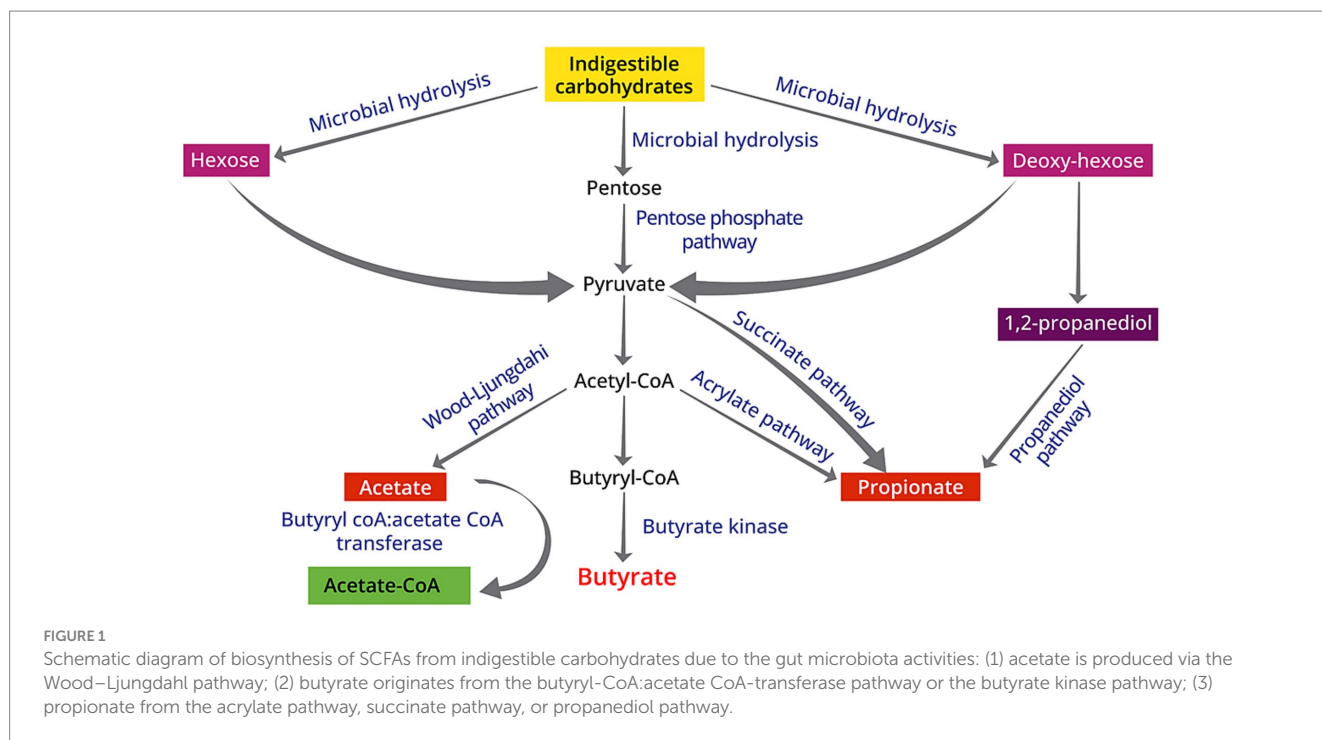 Indigestible
carbohydrates
Microbial hydrolysis
Microbial hydrolysis
Microbial hydrolysis
Hexose
Deoxy-hexose
Pentose
Pentose phosphate
pathway
Pyruvate
1,2-propanediol
Succinate pathway
Wood-Ljungdahi
pathway
Acetyl-CoA
Acrylate pathway
Propanediol
pathway
Acetate
Butyryl-CoA
Propionate
Butyryl coA:acetate CoA
transferase
Butyrate kinase
Acetate-CoA
Butyrate
FIGURE 1
Schematic diagram of biosynthesis of SCFAs from indigestible carbohydrates due to the gut microbiota activities: (1) acetate is produced via the
Wood–Ljungdahl pathway; (2) butyrate originates from the butyryl-CoA:acetate CoA-transferase pathway or the butyrate kinase pathway; (3)
propionate from the acrylate pathway, succinate pathway, or propanediol pathway.